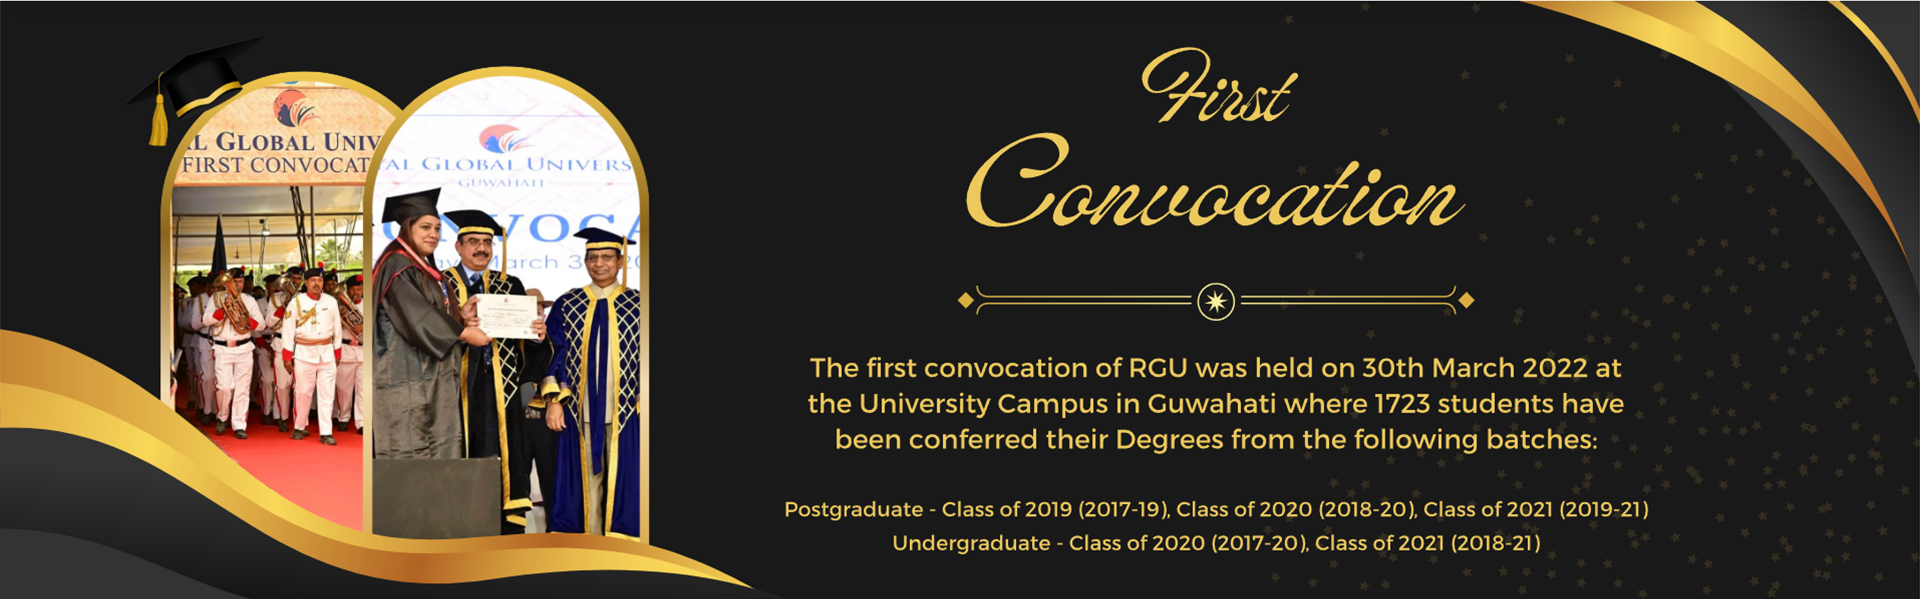 AL GLOBAL UNIV
FIRST CONVOCAT
TAL GLOBAL UNIVERS
GUWAHATI
ONVOCA
March 3
First
Convocation
The first convocation of RGU was held on 30th March 2022 at
the University Campus in Guwahati where 1723 students have
been conferred their Degrees from the following batches:
Postgraduate - Class of 2019 (2017-19), Class of 2020 (2018-20), Class of 2021 (2019-21)
Undergraduate - Class of 2020 (2017-20), Class of 2021 (2018-21)